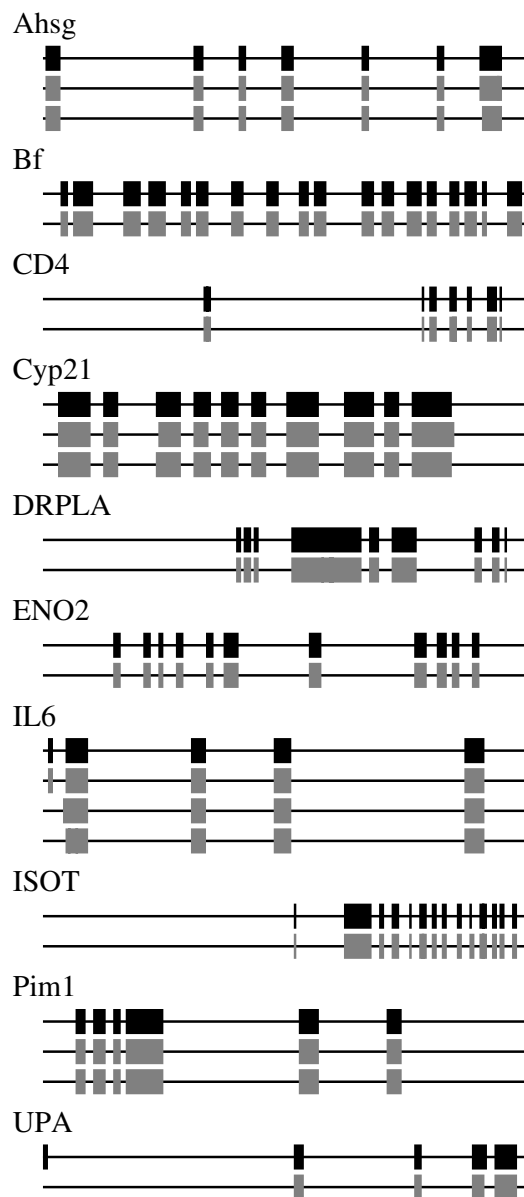 Ahsg
Bf
CD4
Cyp21
DRPLA
ENO2
IL6
ISOT
Pim1
UPA